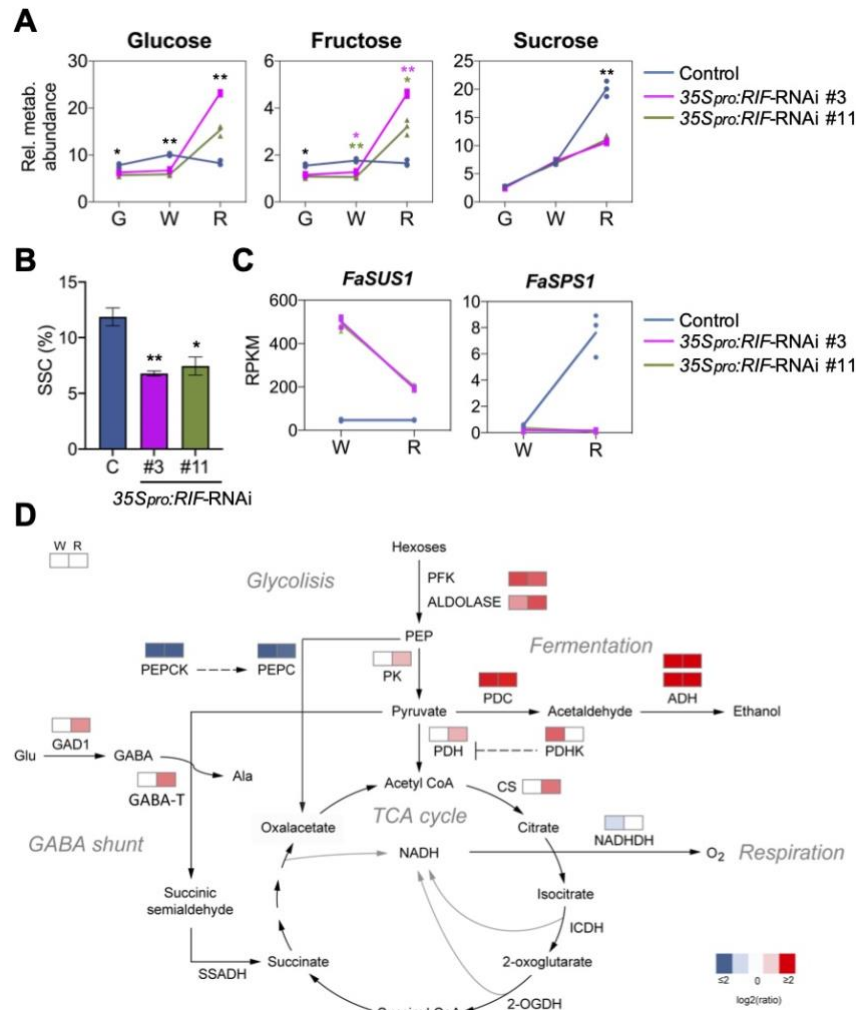 A
Glucose
Fructose
Sucrose
Rel. metab.
abundance
30
20
10
0
*
**
**
G W R
6
4
2
0
*
*
**
**
*
G W R
25
20
15
10
5
0
**
G W R
Control
35Spro:RIF-RNAi #3
35Spro:RIF-RNAi #11
B
SSC (%)
15
10
5
0
**
*
C #3 #11
35Spro:RIF-RNAi
C
FaSUS1
FaSPS1
RPKM
600
400
200
0
W R
10
8
6
4
2
0
W R
Control
35Spro:RIF-RNAi #3
35Spro:RIF-RNAi #11
D
W R
Hexoses
Glycolisis
PFK
ALDOLASE
PEP
Fermentation
PEPCK
PEPC
PK
PDC
ADH
Pyruvate
Acetaldehyde
Ethanol
GAD1
PDH
PDHK
Glu
GABA
Ala
Acetyl CoA
CS
GABA-T
TCA cycle
Oxalacetate
Citrate
NADHDH
GABA shunt
NADH
O2
Respiration
Succinic
semialdehyde
Isocitrate
ICDH
SSADH
Succinate
2-oxoglutarate
2-OGDH
≤2 0 ≥2
log2(ratio)